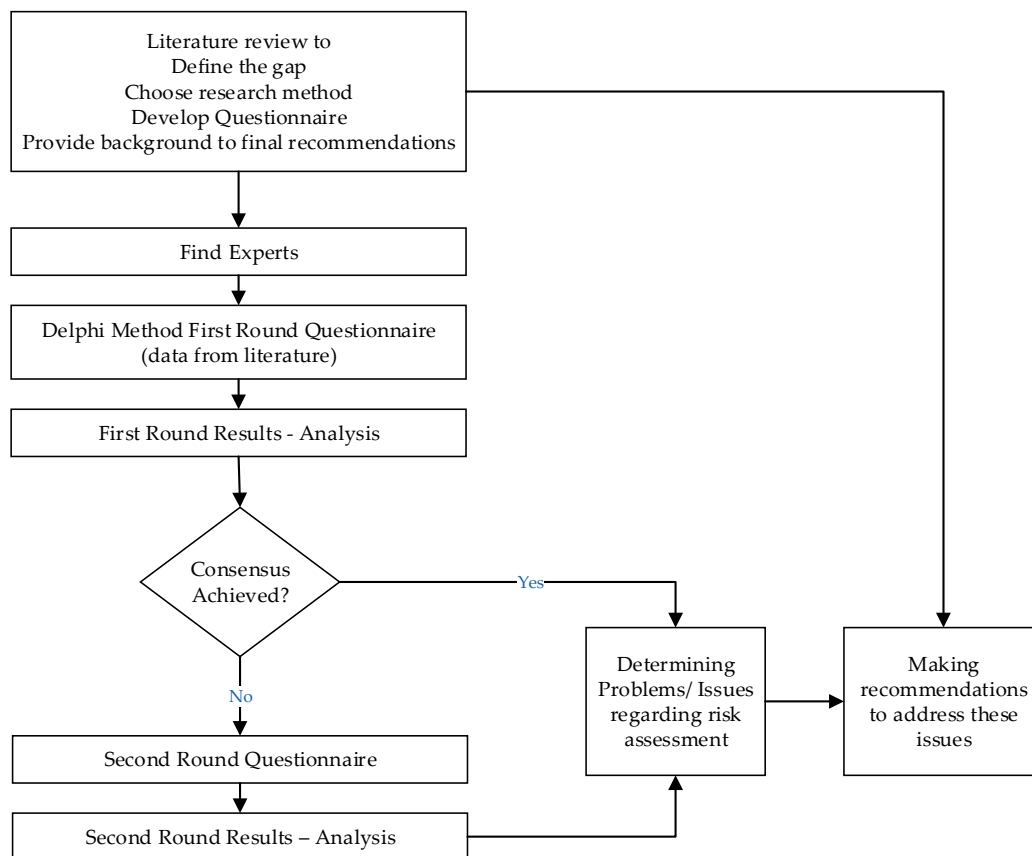 Literature review to
Define the gap
Choose research method
Develop Questionnaire
Provide background to final recommendations
Find Experts
Delphi Method First Round Questionnaire
(data from literature)
First Round Results - Analysis
Consensus
Achieved?
Yes
No
Determining
Problems/ Issues
regarding risk
assessment
Making
recommendations
to address these
issues
Second Round Questionnaire
Second Round Results – Analysis